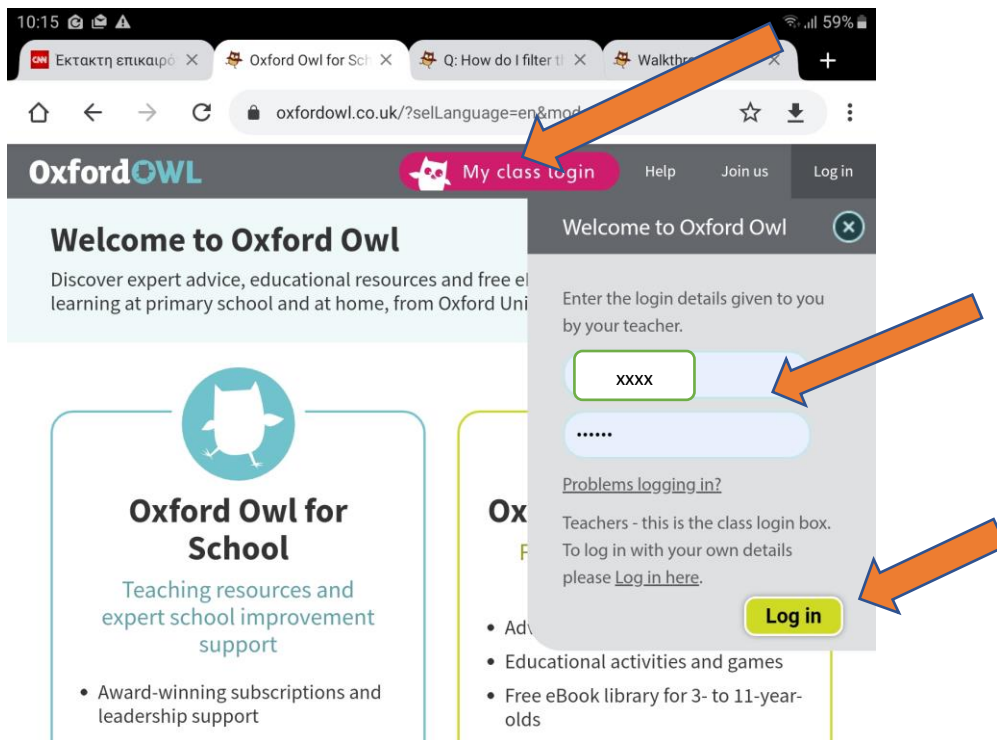 10:15 59%
CNN Έκτακτη επικαιρό Oxford Owl for Sch Q: How do I filter th
oxfordowl.co.uk/?selLanguage=en&mod
OxfordOWL My class login Help Join us Log in
Welcome to Oxford Owl
Discover expert advice, educational resources and free
learning at primary school and at home, from Oxford Uni
Welcome to Oxford Owl
Enter the login details given to you
by your teacher.
xxxx
••••••
Problems logging in?
Teachers - this is the class login box.
To log in with your own details
please Log in here.
Log in
Oxford Owl for
School
Teaching resources and
expert school improvement
support
• Award-winning subscriptions and
leadership support
Ox
F
• Adv
• Educational activities and games
• Free eBook library for 3- to 11-year-
olds